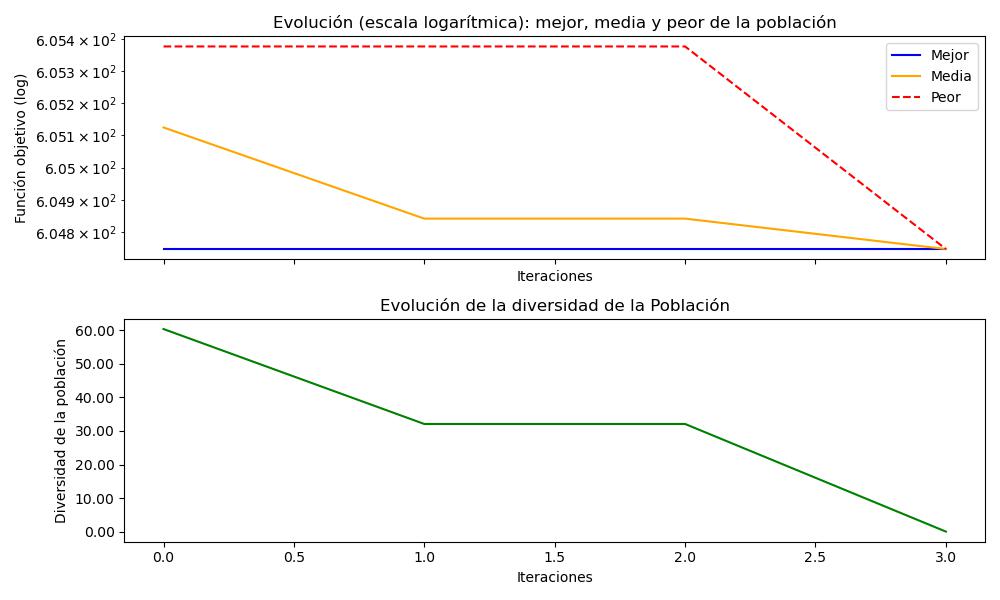 Evolución (escala logarítmica): mejor, media y peor de la población
6.054 × 10²
6.053 × 10²
6.052 × 10²
6.051 × 10²
6.05 × 10²
6.049 × 10²
6.048 × 10²
Función objetivo (log)
Mejor
Media
Peor
Iteraciones
Evolución de la diversidad de la Población
60.00
50.00
40.00
30.00
20.00
10.00
0.00
Diversidad de la población
0.0 0.5 1.0 1.5 2.0 2.5 3.0
Iteraciones